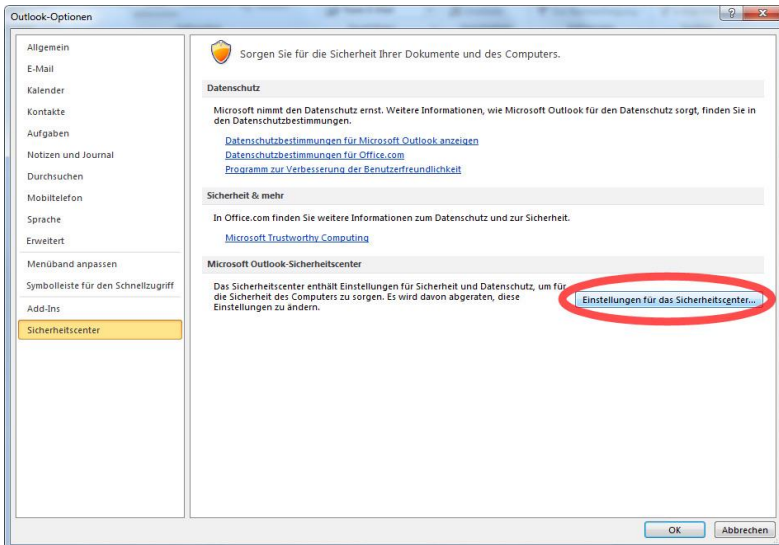 Outlook-Optionen
Allgemein
E-Mail
Kalender
Kontakte
Aufgaben
Notizen und Journal
Durchsuchen
Mobiltelefon
Sprache
Erweitert
Menüband anpassen
Symbolleiste für den Schnellzugriff
Add-Ins
Sicherheitscenter
Sorgen Sie für die Sicherheit Ihrer Dokumente und des Computers.
Datenschutz
Microsoft nimmt den Datenschutz ernst. Weitere Informationen, wie Microsoft Outlook für den Datenschutz sorgt, finden Sie in
den Datenschutzbestimmungen.
Datenschutzbestimmungen für Microsoft Outlook anzeigen
Datenschutzbestimmungen für Office.com
Programm zur Verbesserung der Benutzerfreundlichkeit
Sicherheit & mehr
In Office.com finden Sie weitere Informationen zum Datenschutz und zur Sicherheit.
Microsoft Trustworthy Computing
Microsoft Outlook-Sicherheitscenter
Das Sicherheitscenter enthält Einstellungen für Sicherheit und Datenschutz, um für
die Sicherheit des Computers zu sorgen. Es wird davon abgeraten, diese
Einstellungen zu ändern.
Einstellungen für das Sicherheitscenter...
OK
Abbrechen